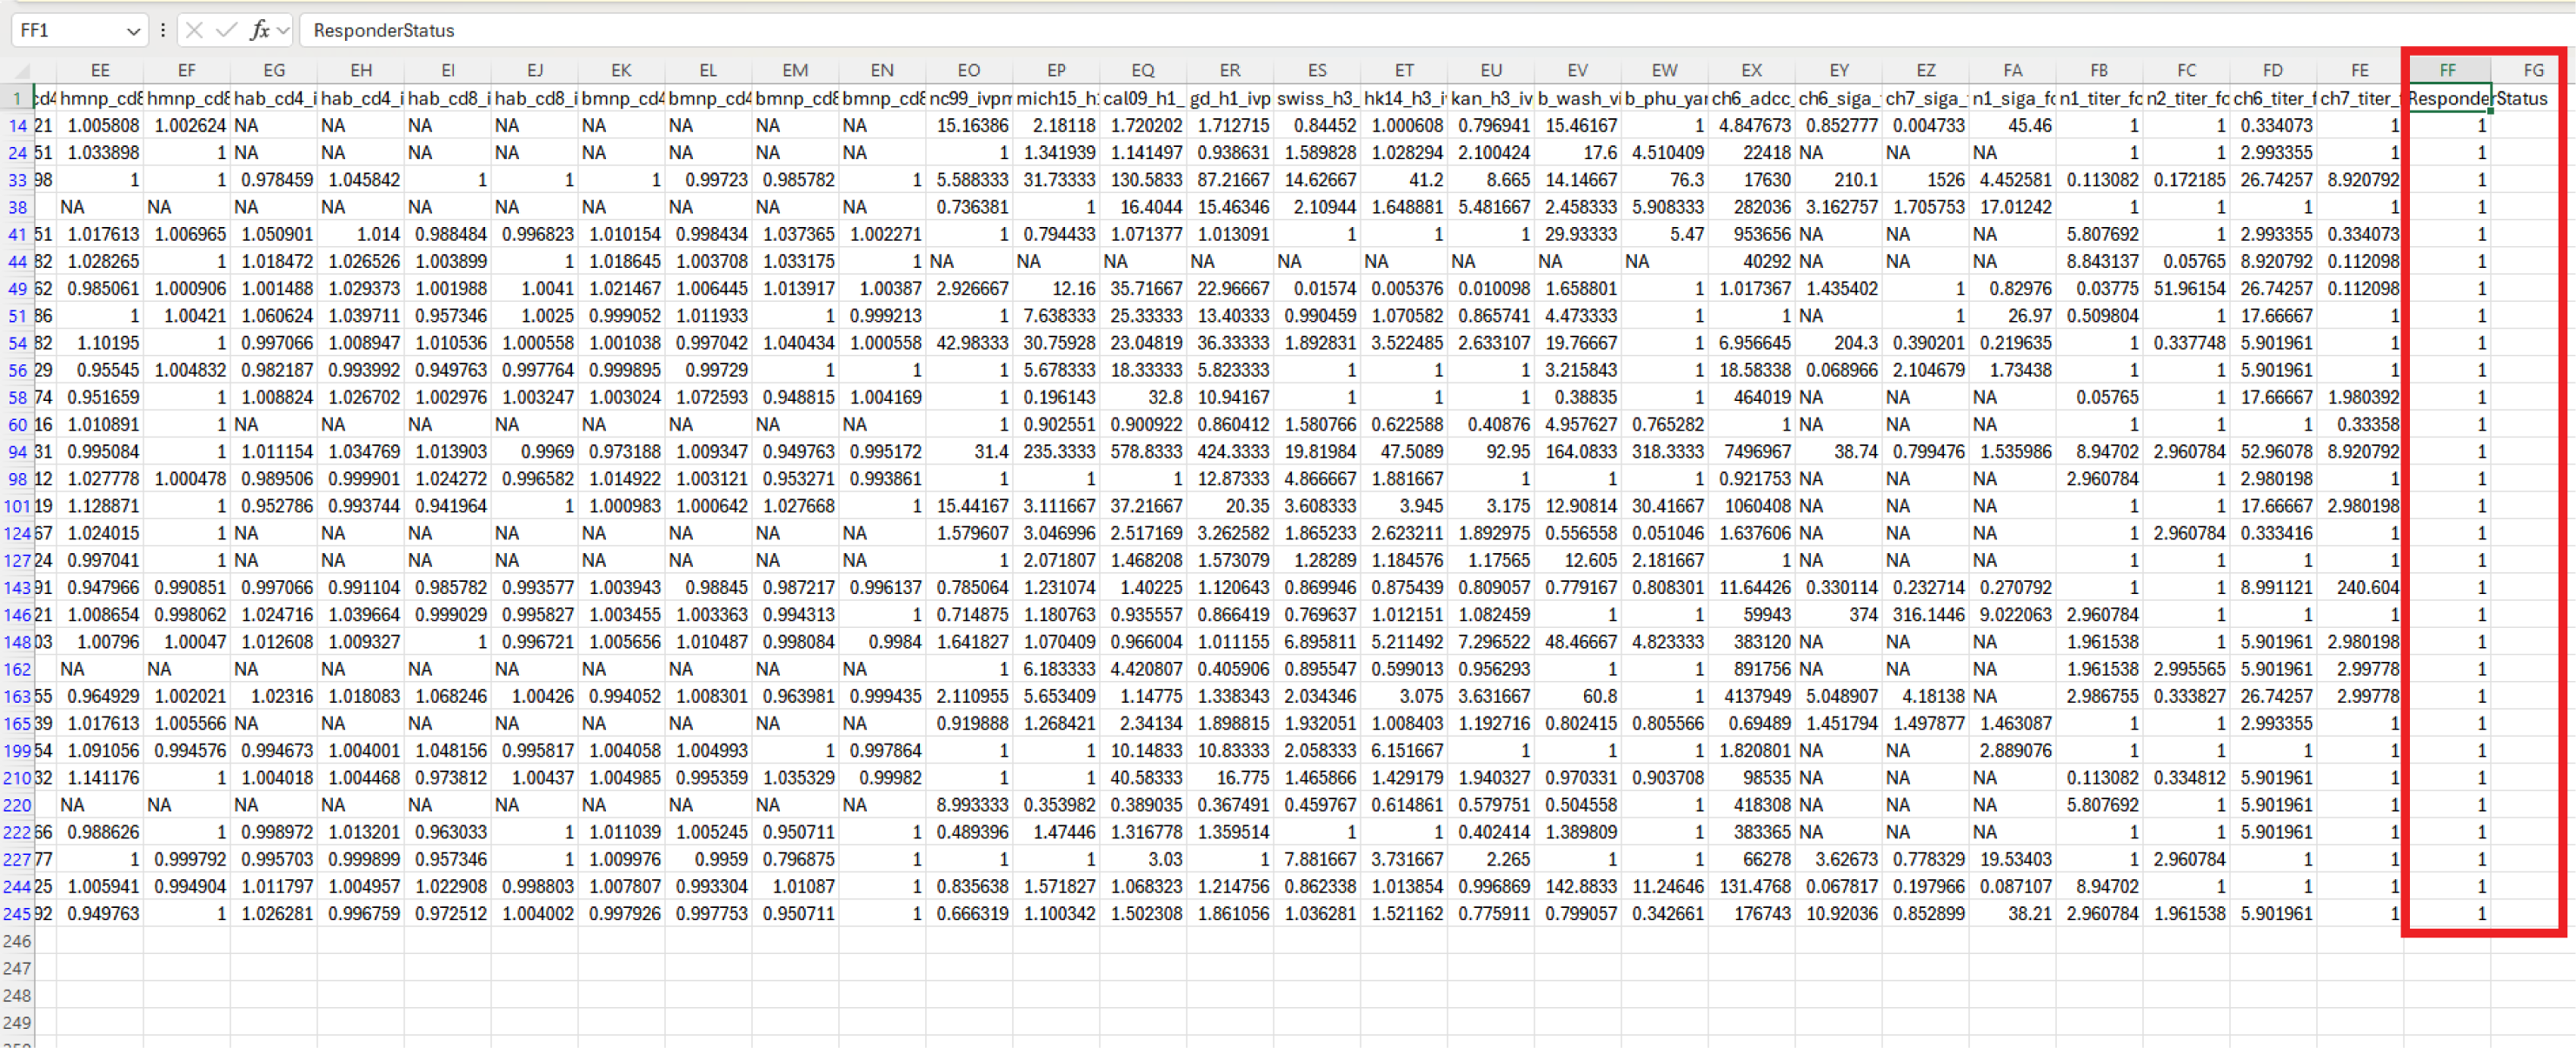 FF1 fx ResponderStatus
EE EF EG EH EI EJ EK EL EM EN EO EP EQ ER ES ET EU EV EW EX EY EZ FA FB FC FD FE FF FG
1 cd4 hmnp_cd8 hmnp_cd8 hab_cd4_i hab_cd4_i hab_cd8_i hab_cd8_i bmnp_cd4 bmnp_cd4 bmnp_cd8 bmnp_cd8 nc99_ivpn mich15_h1 cal09_h1_ gd_h1_ivp swiss_h3_ hk14_h3_i kan_h3_iv b_wash_vi b_phu_yar ch6_adcc_ ch6_siga_ ch7_siga_ n1_siga_fo n1_titer_fo n2_titer_fo ch6_titer_f ch7_titer_ ResponderStatus
14 21 1.005808 1.002624 NA NA NA NA NA NA NA NA 15.16386 2.18118 1.720202 1.712715 0.84452 1.000608 0.796941 15.46167 1 4.847673 0.852777 0.004733 45.46 1 1 0.334073 1 1
24 51 1.033898 1 NA NA NA NA NA NA NA NA 1 1.341939 1.141497 0.938631 1.589828 1.028294 2.100424 17.6 4.510409 22418 NA NA NA 1 1 2.993355 1 1
33 98 1 1 0.978459 1.045842 1 1 1 0.99723 0.985782 1 5.588333 31.73333 130.5833 87.21667 14.62667 41.2 8.665 14.14667 76.3 17630 210.1 1526 4.452581 0.113082 0.172185 26.74257 8.920792 1
38 NA NA NA NA NA NA NA NA NA NA 0.736381 1 16.4044 15.46346 2.10944 1.648881 5.481667 2.458333 5.908333 282036 3.162757 1.705753 17.01242 1 1 1 1 1
41 51 1.017613 1.006965 1.050901 1.014 0.988484 0.996823 1.010154 0.998434 1.037365 1.002271 1 0.794433 1.071377 1.013091 1 1 1 29.93333 5.47 953656 NA NA NA 5.807692 1 2.993355 0.334073 1
44 82 1.028265 1 1.018472 1.026526 1.003899 1 1.018645 1.003708 1.033175 1 NA NA NA NA NA NA NA NA NA 40292 NA NA NA 8.843137 0.05765 8.920792 0.112098 1
49 62 0.985061 1.000906 1.001488 1.029373 1.001988 1.0041 1.021467 1.006445 1.013917 1.00387 2.926667 12.16 35.71667 22.96667 0.01574 0.005376 0.010098 1.658801 1 1.017367 1.435402 1 0.82976 0.03775 51.96154 26.74257 0.112098 1
51 86 1 1.00421 1.060624 1.039711 0.957346 1.0025 0.999052 1.011933 1 0.999213 1 7.638333 25.33333 13.40333 0.990459 1.070582 0.865741 4.473333 1 1 NA 1 26.97 0.509804 1 17.66667 1 1
54 82 1.10195 1 0.997066 1.008947 1.010536 1.000558 1.001038 0.997042 1.040434 1.000558 42.98333 30.75928 23.04819 36.33333 1.892831 3.522485 2.633107 19.76667 1 6.956645 204.3 0.390201 0.219635 1 0.337748 5.901961 1 1
56 29 0.95545 1.004832 0.982187 0.993992 0.949763 0.997764 0.999895 0.99729 1 1 1 5.678333 18.33333 5.823333 1 1 1 3.215843 1 18.58338 0.068966 2.104679 1.73438 1 1 5.901961 1 1
58 74 0.951659 1 1.008824 1.026702 1.002976 1.003247 1.003024 1.072593 0.948815 1.004169 1 0.196143 32.8 10.94167 1 1 1 0.38835 1 464019 NA NA NA 0.05765 1 17.66667 1.980392 1
60 16 1.010891 1 NA NA NA NA NA NA NA NA 1 0.902551 0.900922 0.860412 1.580766 0.622588 0.40876 4.957627 0.765282 1 NA NA NA 1 1 1 0.33358 1
94 31 0.995084 1 1.011154 1.034769 1.013903 0.9969 0.973188 1.009347 0.949763 0.995172 31.4 235.3333 578.8333 424.3333 19.81984 47.5089 92.95 164.0833 318.3333 7496967 38.74 0.799476 1.535986 8.94702 2.960784 52.96078 8.920792 1
98 12 1.027778 1.000478 0.989506 0.999901 1.024272 0.996582 1.014922 1.003121 0.953271 0.993861 1 1 1 12.87333 4.866667 1.881667 1 1 1 0.921753 NA NA NA 2.960784 1 2.980198 1 1
101 19 1.128871 1 0.952786 0.993744 0.941964 1 1.000983 1.000642 1.027668 1 15.44167 3.111667 37.21667 20.35 3.608333 3.945 3.175 12.90814 30.41667 1060408 NA NA NA 1 1 17.66667 2.980198 1
124 67 1.024015 1 NA NA NA NA NA NA NA NA 1.579607 3.046996 2.517169 3.262582 1.865233 2.623211 1.892975 0.556558 0.051046 1.637606 NA NA NA 1 2.960784 0.333416 1 1
127 24 0.997041 1 NA NA NA NA NA NA NA NA 1 2.071807 1.468208 1.573079 1.28289 1.184576 1.17565 12.605 2.181667 1 NA NA NA 1 1 1 1 1
143 91 0.947966 0.990851 0.997066 0.991104 0.985782 0.993577 1.003943 0.98845 0.987217 0.996137 0.785064 1.231074 1.40225 1.120643 0.869946 0.875439 0.809057 0.779167 0.808301 11.64426 0.330114 0.232714 0.270792 1 1 8.991121 240.604 1
146 21 1.008654 0.998062 1.024716 1.039664 0.999029 0.995827 1.003455 1.003363 0.994313 1 0.714875 1.180763 0.935557 0.866419 0.769637 1.012151 1.082459 1 1 59943 374 316.1446 9.022063 2.960784 1 1 1 1
148 03 1.00796 1.00047 1.012608 1.009327 1 0.996721 1.005656 1.010487 0.998084 0.9984 1.641827 1.070409 0.966004 1.011155 6.895811 5.211492 7.296522 48.46667 4.823333 383120 NA NA NA 1.961538 1 5.901961 2.980198 1
162 NA NA NA NA NA NA NA NA NA NA 1 6.183333 4.420807 0.405906 0.895547 0.599013 0.956293 1 1 891756 NA NA NA 1.961538 2.995565 5.901961 2.99778 1
163 55 0.964929 1.002021 1.02316 1.018083 1.068246 1.00426 0.994052 1.008301 0.963981 0.999435 2.110955 5.653409 1.14775 1.338343 2.034346 3.075 3.631667 60.8 1 4137949 5.048907 4.18138 NA 2.986755 0.333827 26.74257 2.99778 1
165 39 1.017613 1.005566 NA NA NA NA NA NA NA NA 0.919888 1.268421 2.34134 1.898815 1.932051 1.008403 1.192716 0.802415 0.805566 0.69489 1.451794 1.497877 1.463087 1 1 2.993355 1 1
199 54 1.091056 0.994576 0.994673 1.004001 1.048156 0.995817 1.004058 1.004993 1 0.997864 1 1 10.14833 10.83333 2.058333 6.151667 1 1 1 1.820801 NA NA 2.889076 1 1 1 1 1
210 32 1.141176 1 1.004018 1.004468 0.973812 1.00437 1.004985 0.995359 1.035329 0.99982 1 1 40.58333 16.775 1.465866 1.429179 1.940327 0.970331 0.903708 98535 NA NA NA 0.113082 0.334812 5.901961 1 1
220 NA NA NA NA NA NA NA NA NA NA 8.993333 0.353982 0.389035 0.367491 0.459767 0.614861 0.579751 0.504558 1 418308 NA NA NA 5.807692 1 5.901961 1 1
222 66 0.988626 1 0.998972 1.013201 0.963033 1 1.011039 1.005245 0.950711 1 0.489396 1.47446 1.316778 1.359514 1 1 0.402414 1.389809 1 383365 NA NA NA 1 1 5.901961 1 1
227 77 1 0.999792 0.995703 0.999899 0.957346 1 1.009976 0.9959 0.796875 1 1 1 3.03 1 7.881667 3.731667 2.265 1 1 66278 3.62673 0.778329 19.53403 1 2.960784 1 1 1
244 25 1.005941 0.994904 1.011797 1.004957 1.022908 0.998803 1.007807 0.993304 1.01087 1 0.835638 1.571827 1.068323 1.214756 0.862338 1.013854 0.996869 142.8833 11.24646 131.4768 0.067817 0.197966 0.087107 8.94702 1 1 1 1
245 92 0.949763 1 1.026281 0.996759 0.972512 1.004002 0.997926 0.997753 0.950711 1 0.666319 1.100342 1.502308 1.861056 1.036281 1.521162 0.775911 0.799057 0.342661 176743 10.92036 0.852899 38.21 2.960784 1.961538 5.901961 1 1
246
247
248
249